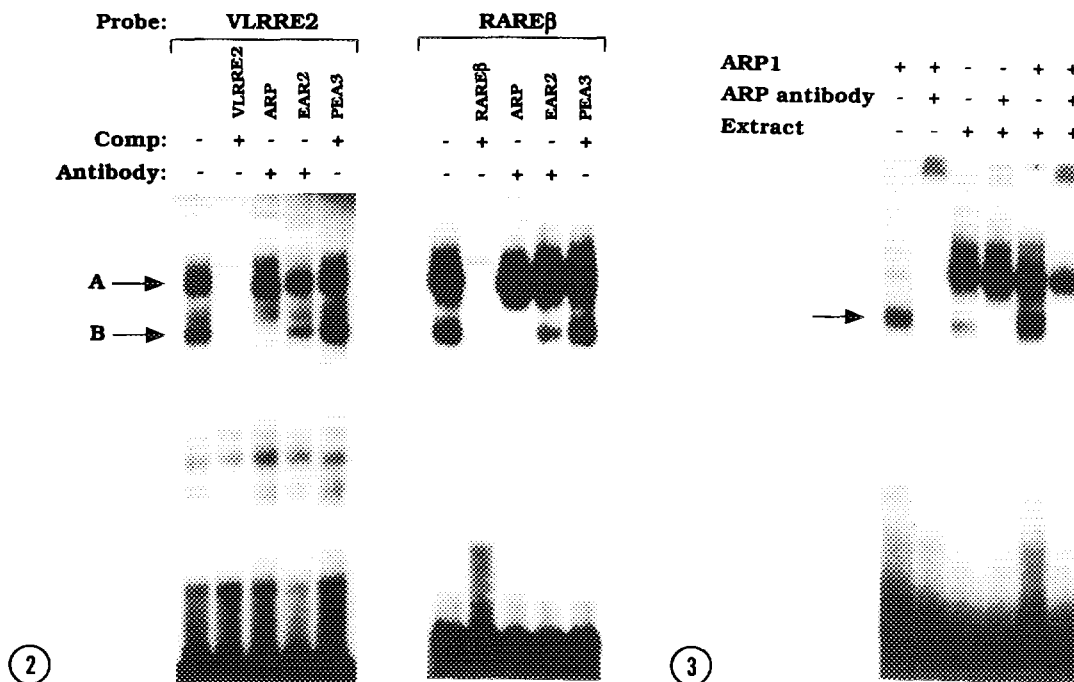 Probe: VLRRE2 RAREβ
VLRRE2 ARP EAR2 PEA3 RAREβ ARP EAR2 PEA3
Comp: - + - - + - + - - +
Antibody: - - + + - - - + + -
A
B
2
ARP1 + + - - + +
ARP antibody - + - + - +
Extract - - + + + +
3